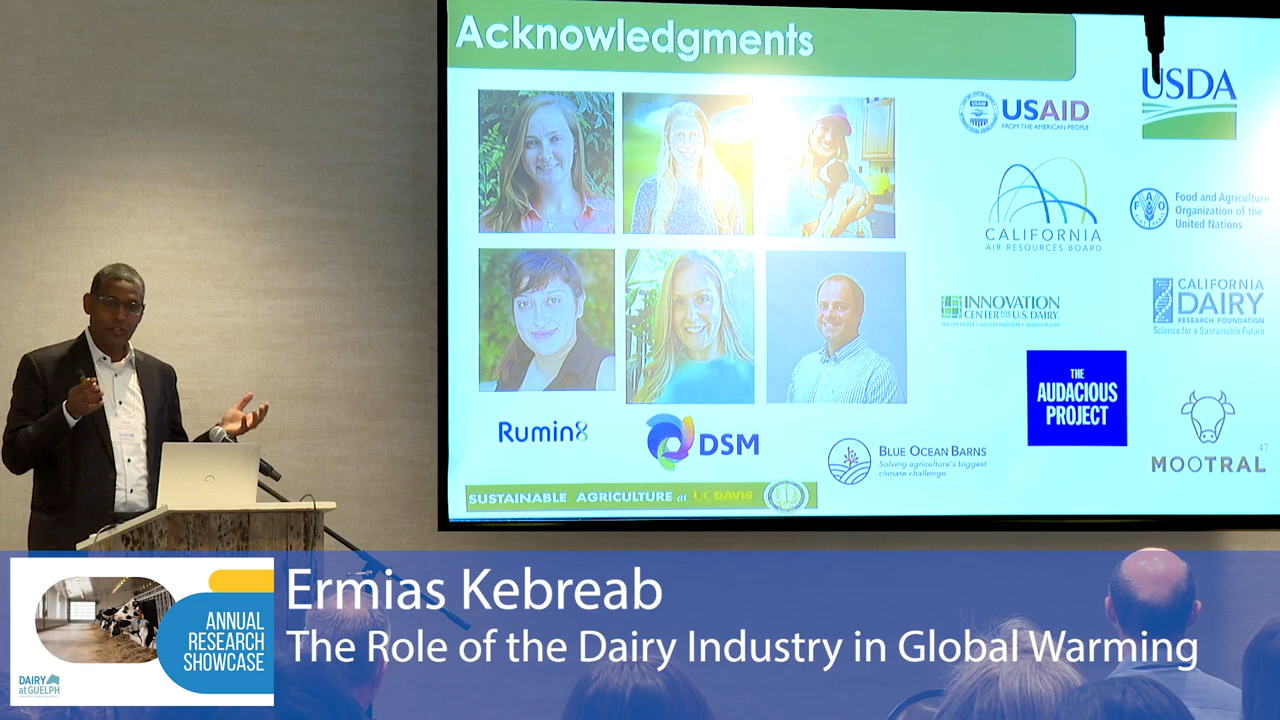 Acknowledgments
USAID
FROM THE AMERICAN PEOPLE
USDA
CALIFORNIA
AIR RESOURCES BOARD
FAO
Food and Agriculture
Organization of the
United Nations
INNOVATION
CENTER FOR U.S. DAIRY
CALIFORNIA
DAIRY
RESEARCH FOUNDATION
Science for a Sustainable Future
THE
AUDACIOUS
PROJECT
Rumin8
DSM
BLUE OCEAN BARNS
Solving agriculture's biggest
climate challenge.
47
MOOTRAL
SUSTAINABLE AGRICULTURE at UC DAVIS
ANNUAL
RESEARCH
SHOWCASE
DAIRY
at GUELPH
Ermias Kebreab
The Role of the Dairy Industry in Global Warming